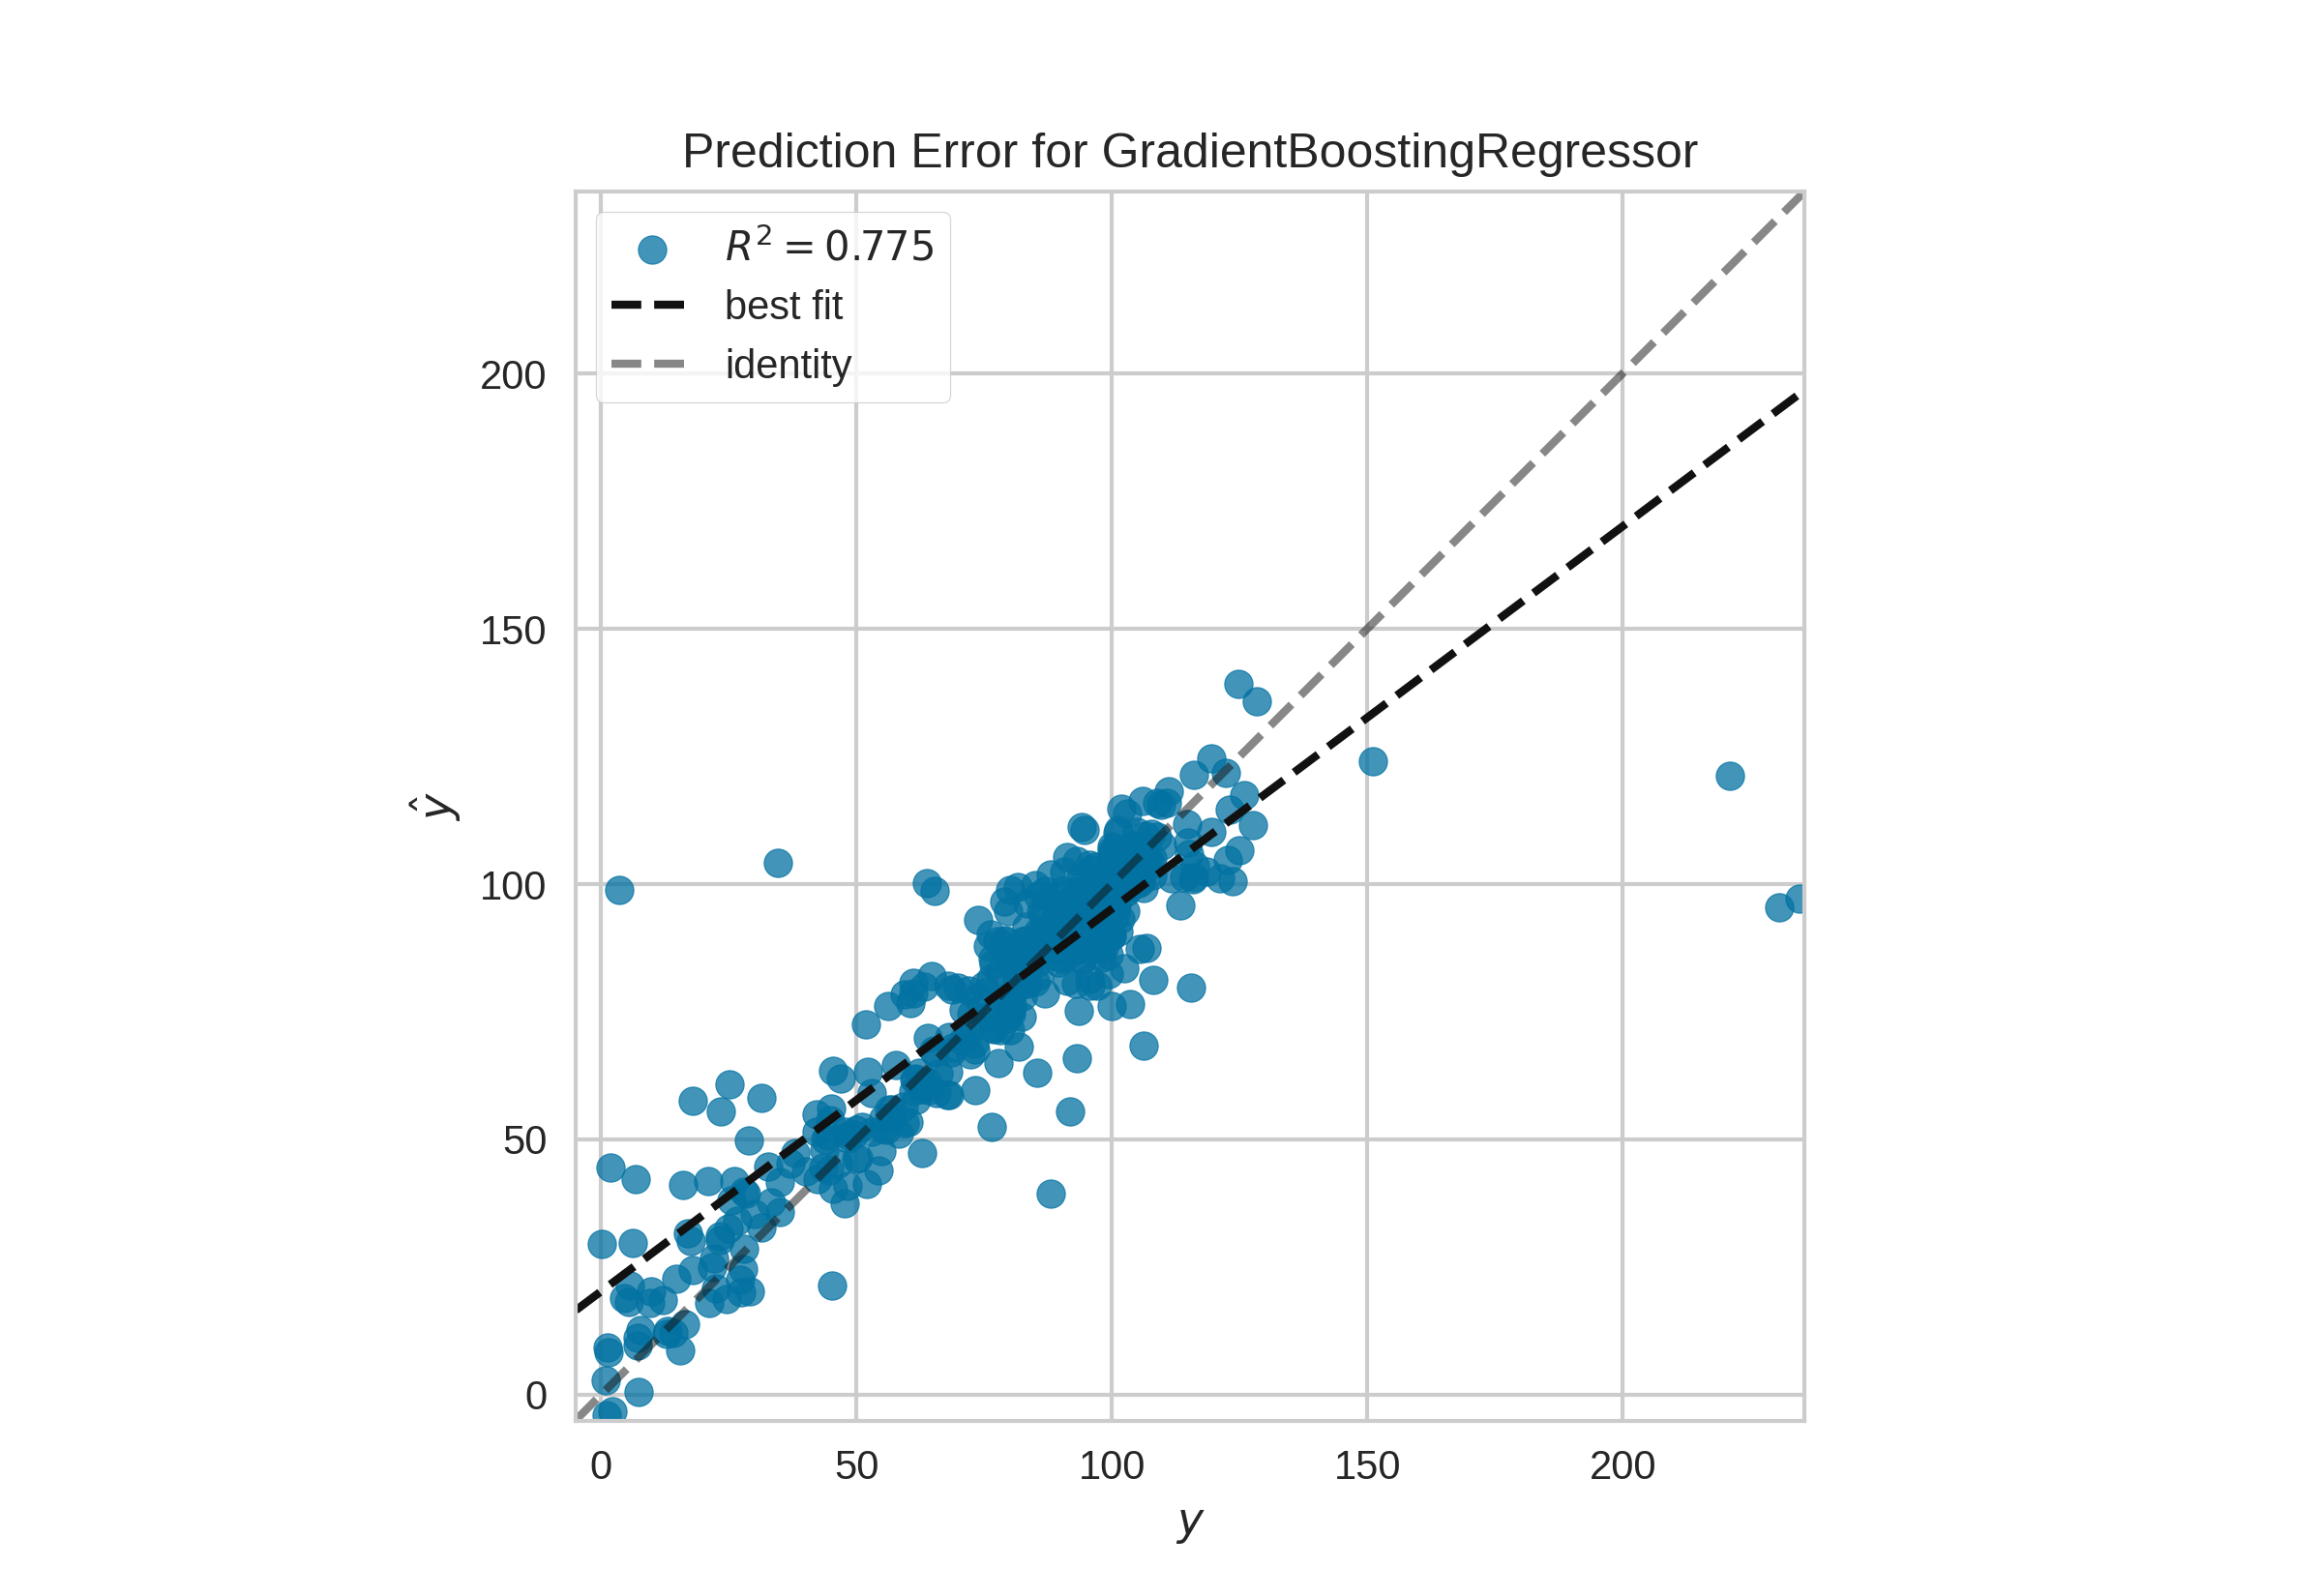 Prediction Error for GradientBoostingRegressor
R² = 0.775
best fit
identity
200
150
100
50
0
ŷ
0 50 100 150 200
y